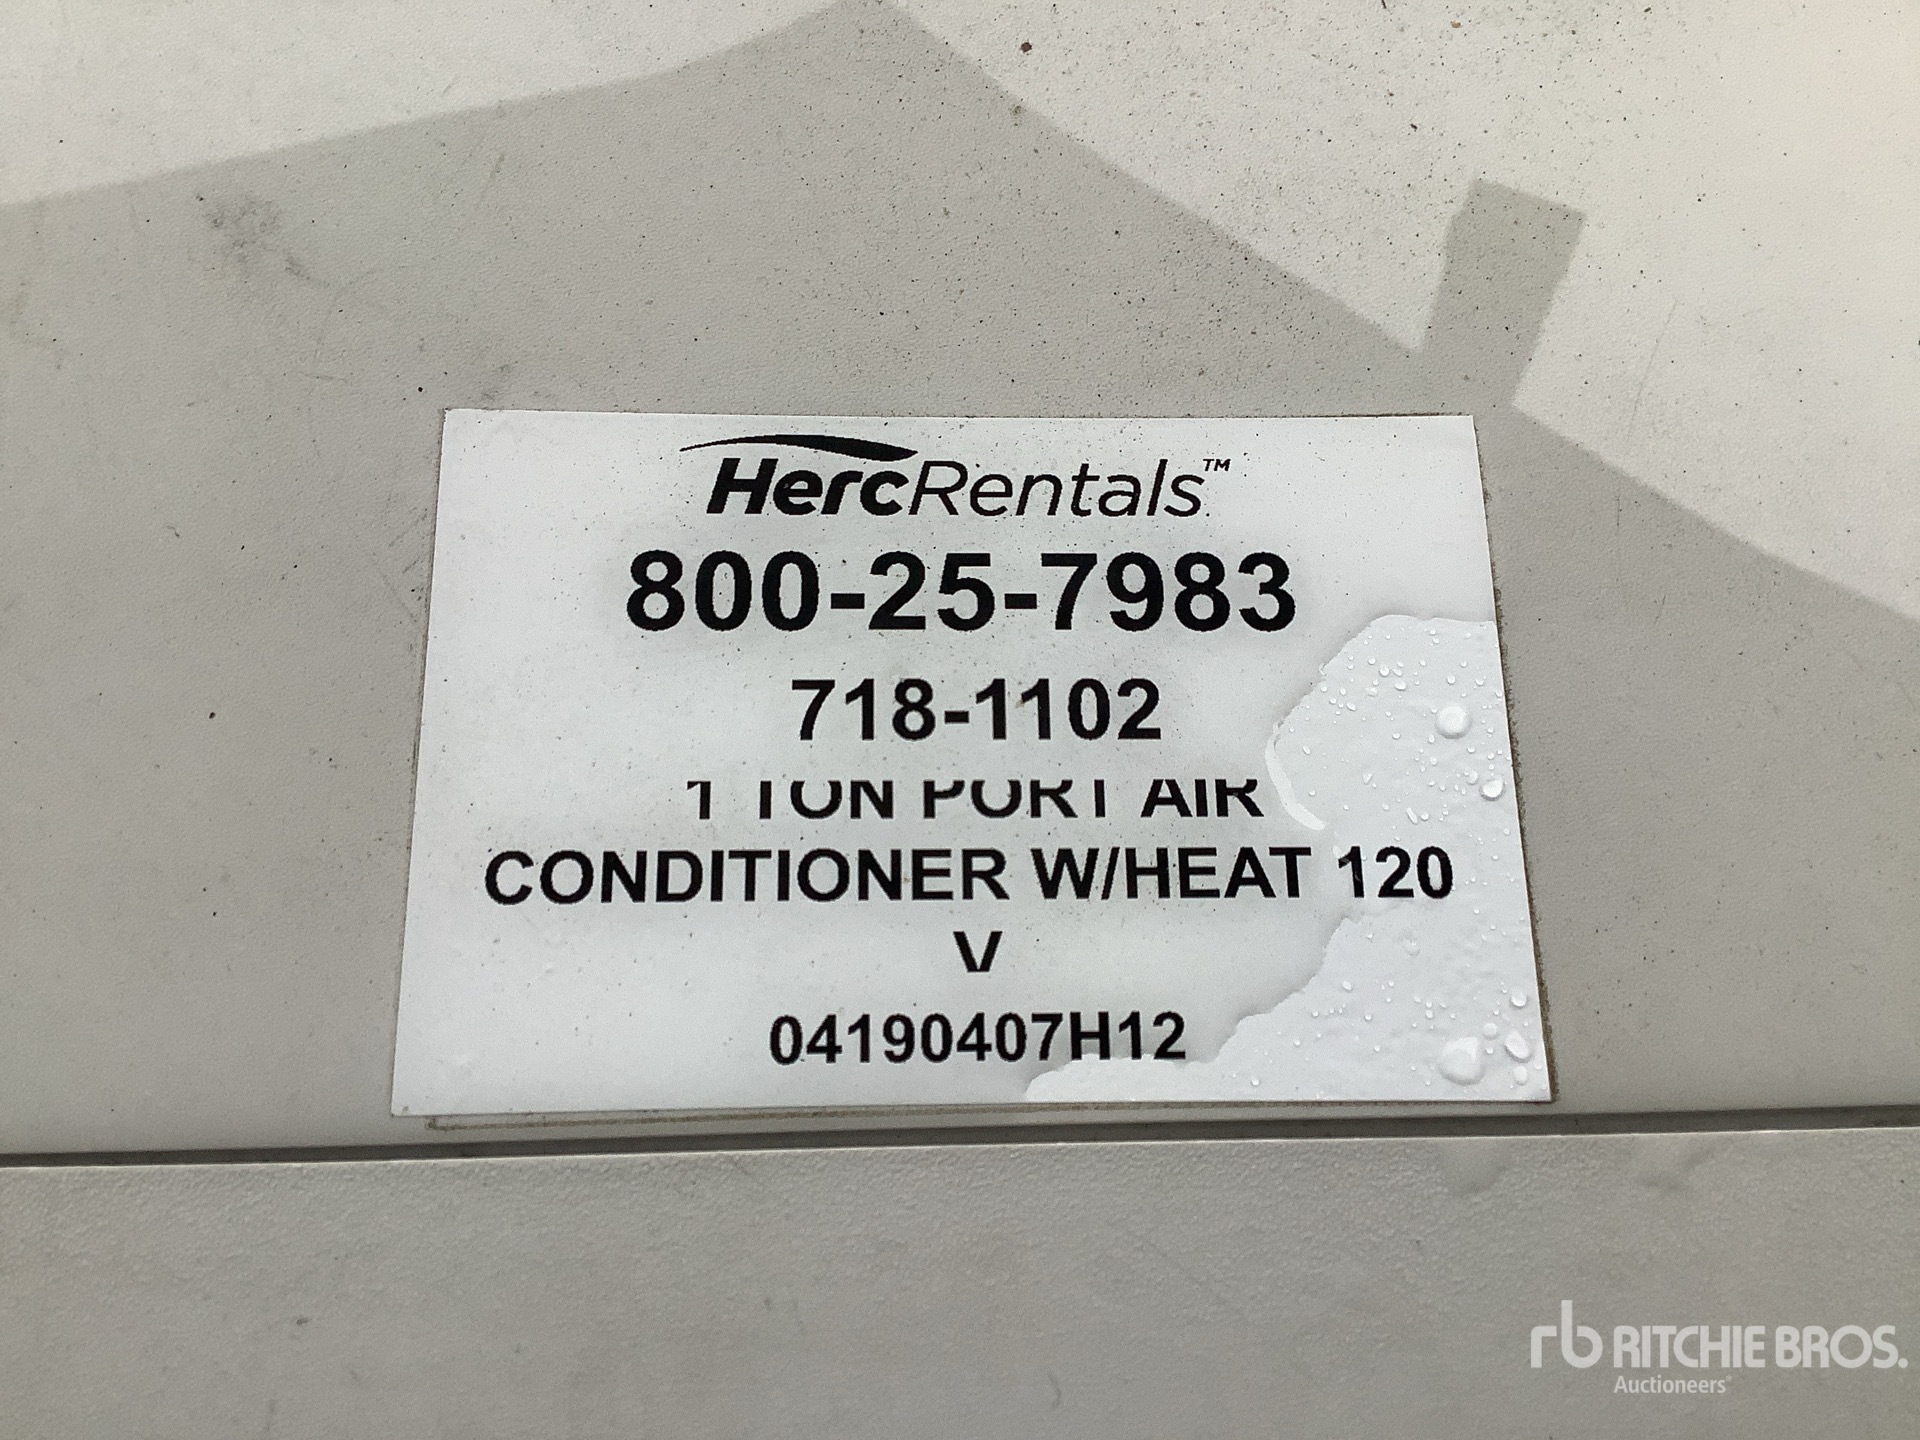 HercRentals™
800-25-7983
718-1102
1 TON PORT AIR
CONDITIONER W/HEAT 120
V
04190407H12
rb RITCHIE BROS.
Auctioneers